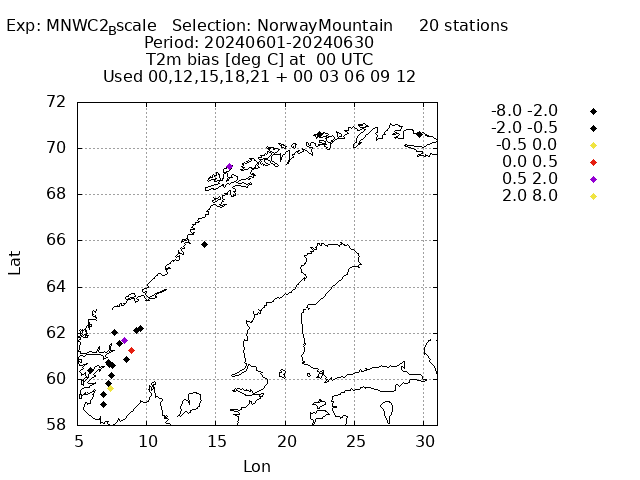 Exp: MNWC2_Bscale   Selection: NorwayMountain     20 stations
Period: 20240601-20240630
T2m bias [deg C] at  00 UTC
Used 00,12,15,18,21 + 00 03 06 09 12
-8.0 -2.0
-2.0 -0.5
-0.5 0.0
0.0 0.5
0.5 2.0
2.0 8.0
72
70
68
66
64
62
60
58
Lat
5 10 15 20 25 30
Lon